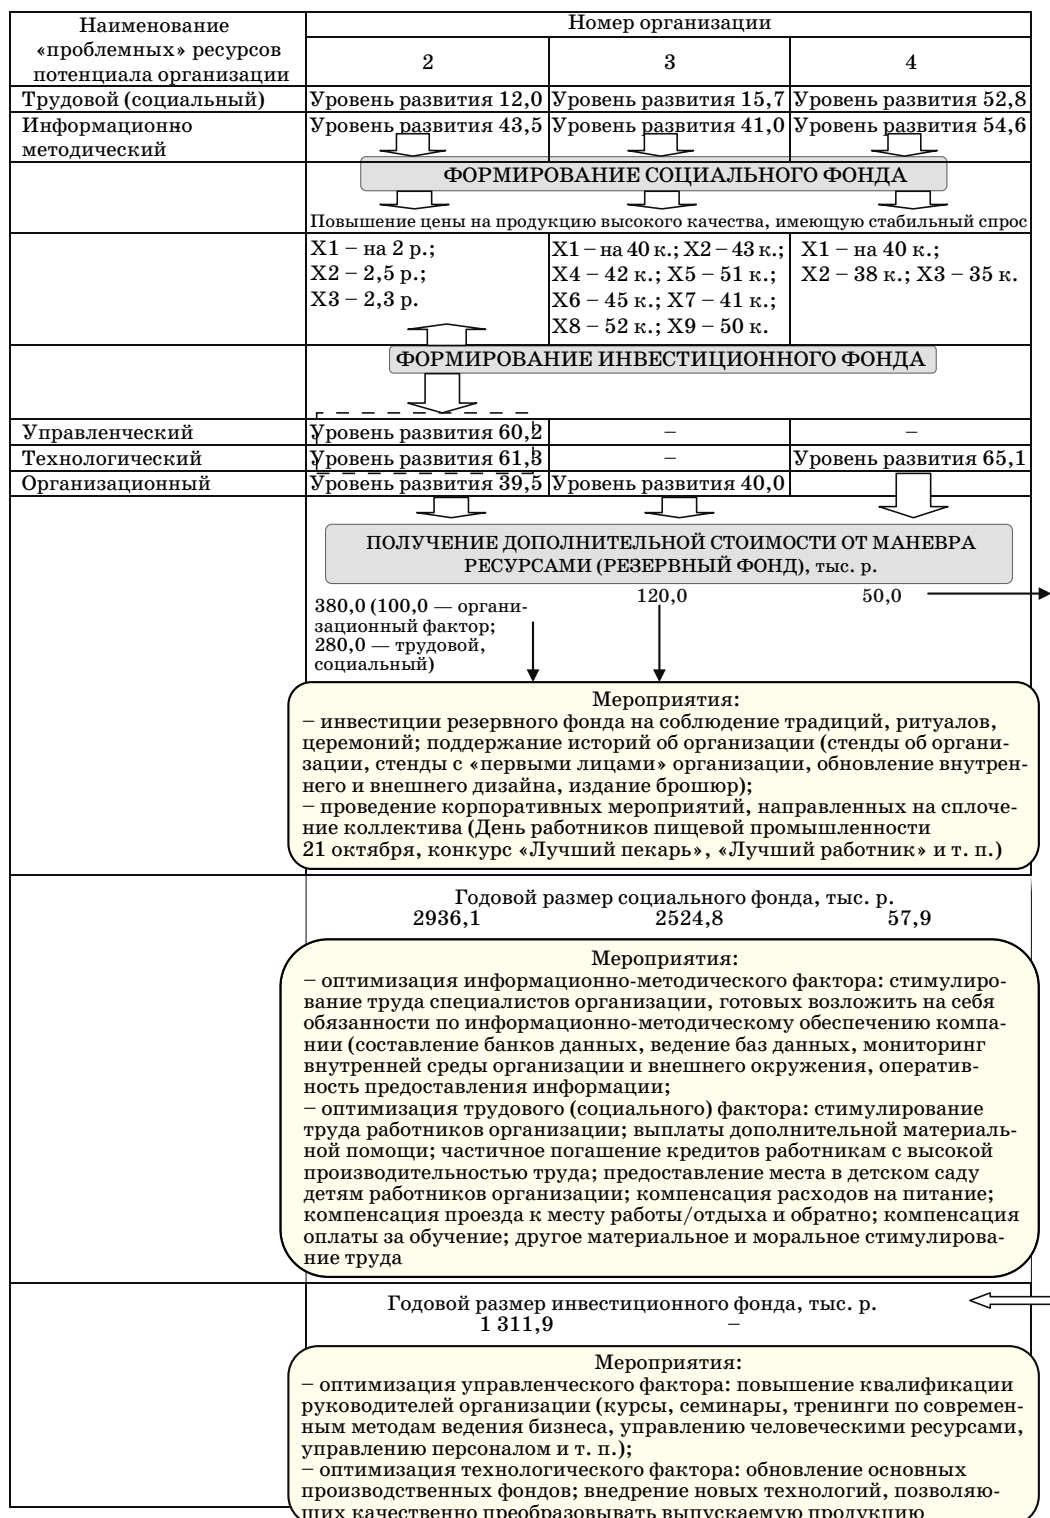 Наименование
«проблемных» ресурсов
потенциала организации
Номер организации
2 3 4
Трудовой (социальный) Уровень развития 12,0 Уровень развития 15,7 Уровень развития 52,8
Информационно Уровень развития 43,5 Уровень развития 41,0 Уровень развития 54,6
методический
ФОРМИРОВАНИЕ СОЦИАЛЬНОГО ФОНДА
Повышение цены на продукцию высокого качества, имеющую стабильный спрос
Х1 – на 2 р.; Х1 – на 40 к.; Х2 – 43 к.; Х1 – на 40 к.;
Х2 – 2,5 р.; Х4 – 42 к.; Х5 – 51 к.; Х2 – 38 к.; Х3 – 35 к.
Х3 – 2,3 р. Х6 – 45 к.; Х7 – 41 к.;
Х8 – 52 к.; Х9 – 50 к.
ФОРМИРОВАНИЕ ИНВЕСТИЦИОННОГО ФОНДА
Управленческий Уровень развития 60,2 – –
Технологический Уровень развития 61,3 – Уровень развития 65,1
Организационный Уровень развития 39,5 Уровень развития 40,0
ПОЛУЧЕНИЕ ДОПОЛНИТЕЛЬНОЙ СТОИМОСТИ ОТ МАНЕВРА
РЕСУРСАМИ (РЕЗЕРВНЫЙ ФОНД), тыс. р.
120,0 50,0
380,0 (100,0 — органи-
зационный фактор;
280,0 — трудовой,
социальный)
Мероприятия:
– инвестиции резервного фонда на соблюдение традиций, ритуалов,
церемоний; поддержание историй об организации (стенды об органи-
зации, стенды с «первыми лицами» организации, обновление внутрен-
него и внешнего дизайна, издание брошюр);
– проведение корпоративных мероприятий, направленных на сплоче-
ние коллектива (День работников пищевой промышленности
21 октября, конкурс «Лучший пекарь», «Лучший работник» и т. п.)
Годовой размер социального фонда, тыс. р.
2936,1 2524,8 57,9
Мероприятия:
– оптимизация информационно-методического фактора: стимулиро-
вание труда специалистов организации, готовых возложить на себя
обязанности по информационно-методическому обеспечению компа-
нии (составление банков данных, ведение баз данных, мониторинг
внутренней среды организации и внешнего окружения, оператив-
ность предоставления информации;
– оптимизация трудового (социального) фактора: стимулирование
труда работников организации; выплаты дополнительной материаль-
ной помощи; частичное погашение кредитов работникам с высокой
производительностью труда; предоставление места в детском саду
детям работников организации; компенсация расходов на питание;
компенсация проезда к месту работы/отдыха и обратно; компенсация
оплаты за обучение; другое материальное и моральное стимулирова-
ние труда
Годовой размер инвестиционного фонда, тыс. р.
1 311,9 –
Мероприятия:
– оптимизация управленческого фактора: повышение квалификации
руководителей организации (курсы, семинары, тренинги по современ-
ным методам ведения бизнеса, управлению человеческими ресурсами,
управлению персоналом и т. п.);
– оптимизация технологического фактора: обновление основных
производственных фондов; внедрение новых технологий, позволяю-
щих качественно преобразовывать выпускаемую продукцию